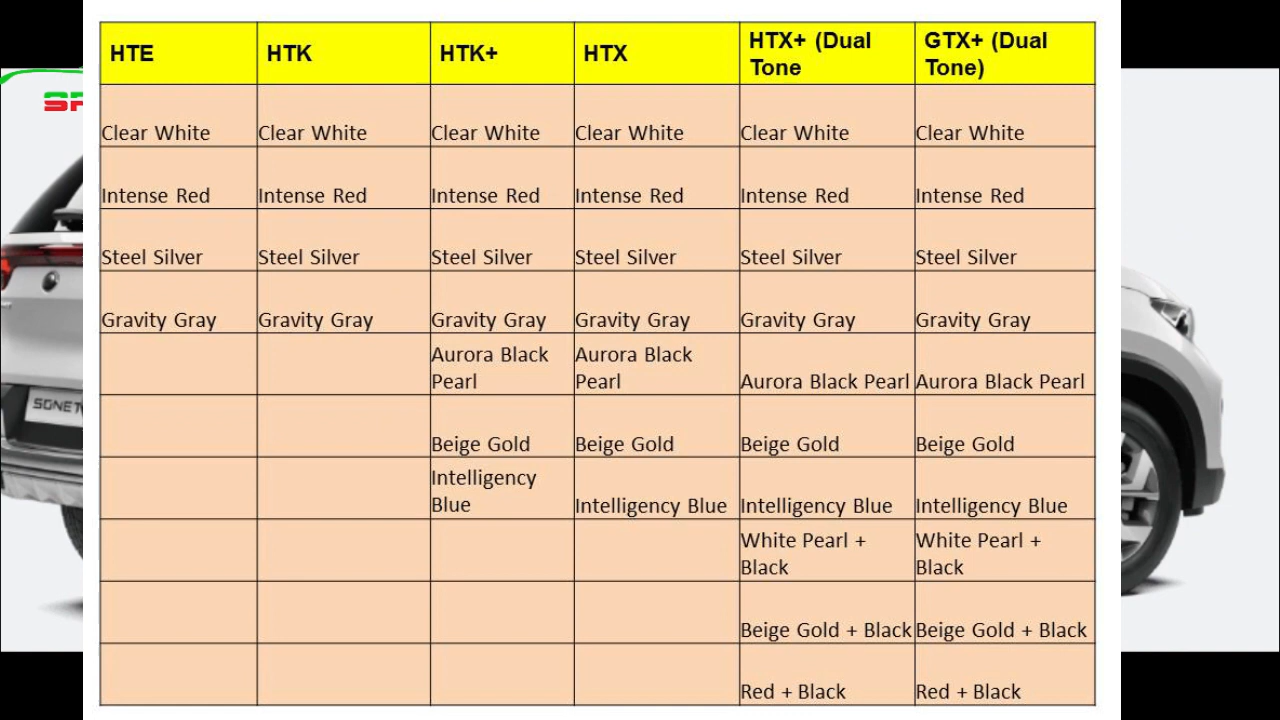 HTE HTK HTK+ HTX HTX+ (Dual Tone GTX+ (Dual Tone)
Clear White Clear White Clear White Clear White Clear White Clear White
Intense Red Intense Red Intense Red Intense Red Intense Red Intense Red
Steel Silver Steel Silver Steel Silver Steel Silver Steel Silver Steel Silver
Gravity Gray Gravity Gray Gravity Gray Gravity Gray Gravity Gray Gravity Gray
Aurora Black Pearl Aurora Black Pearl Aurora Black Pearl Aurora Black Pearl
Beige Gold Beige Gold Beige Gold Beige Gold
Intelligency Blue Intelligency Blue Intelligency Blue Intelligency Blue
White Pearl + Black White Pearl + Black
Beige Gold + Black Beige Gold + Black
Red + Black Red + Black
SONET